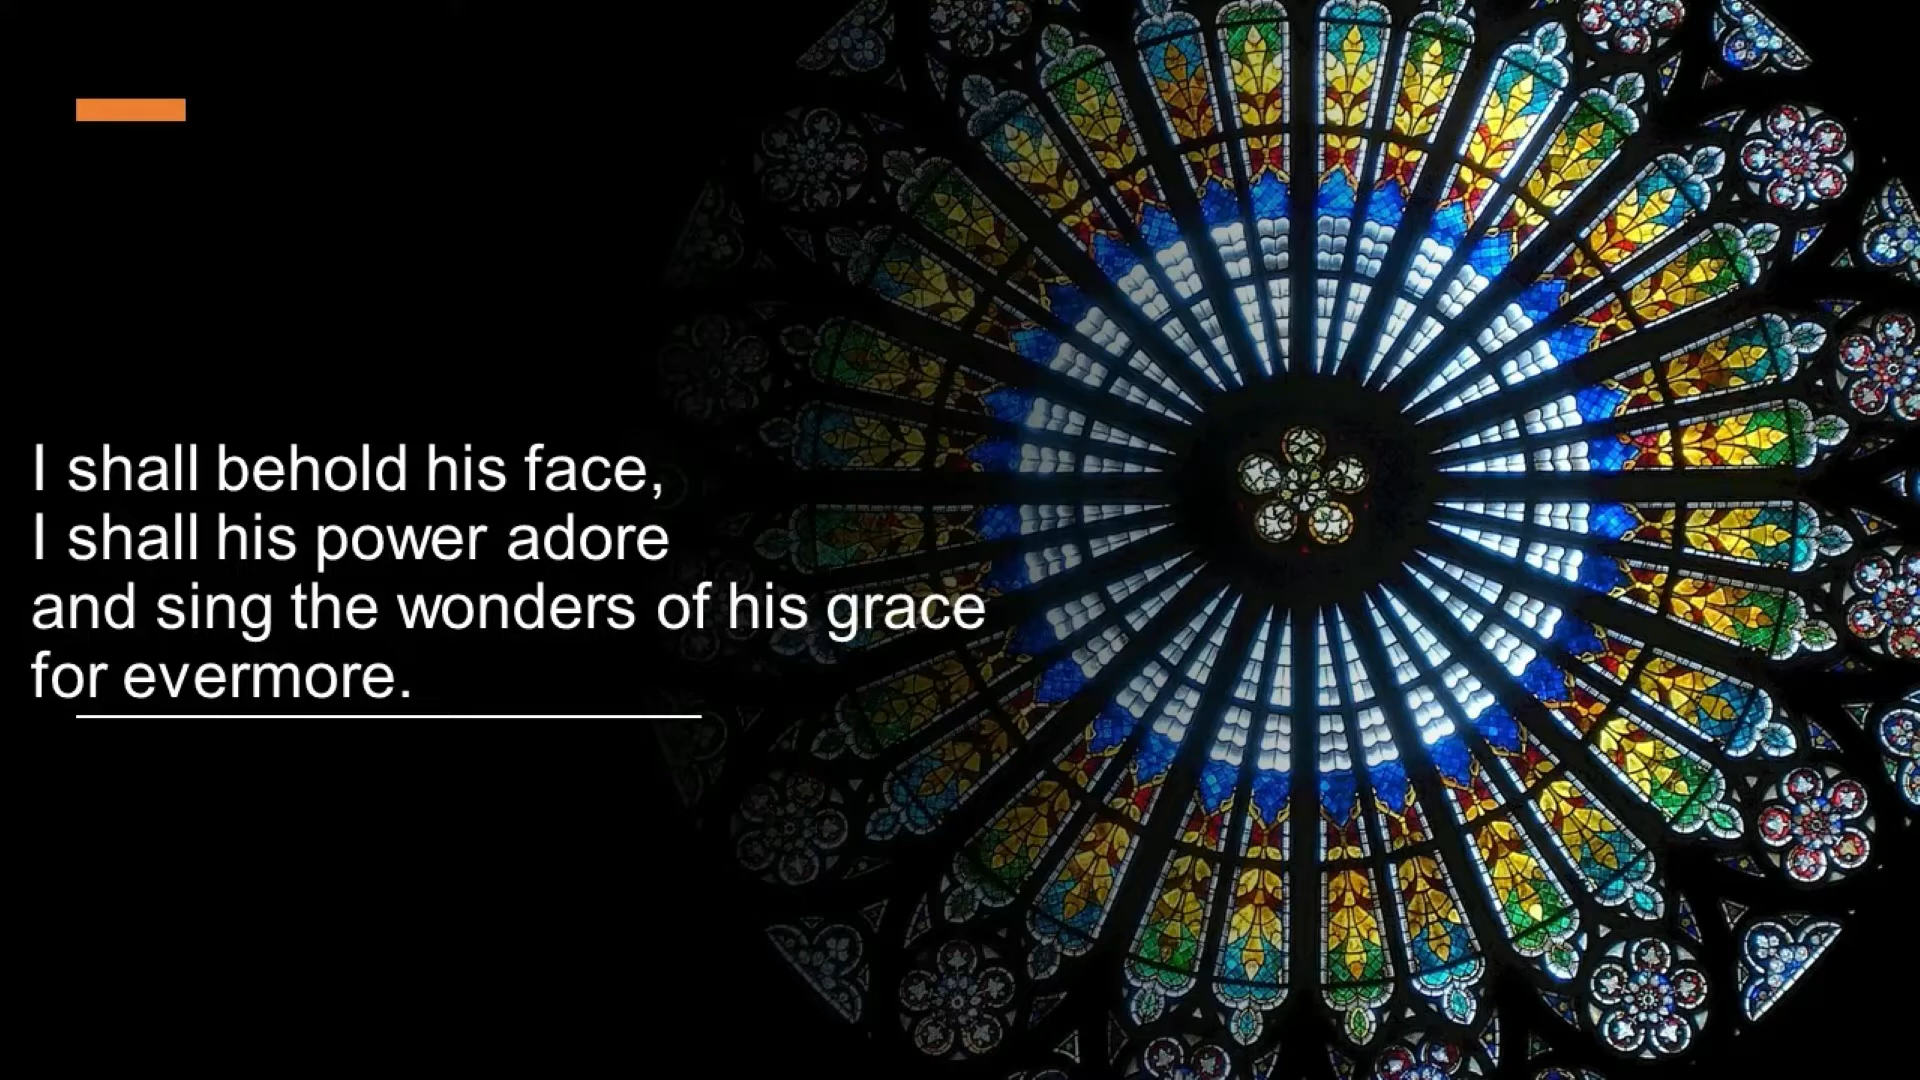 I shall behold his face,
I shall his power adore
and sing the wonders of his grace
for evermore.